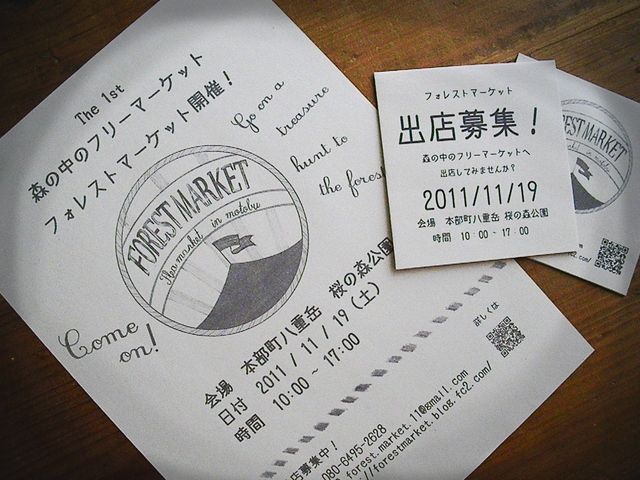 The 1st
森の中のフリーマーケット
フォレストマーケット開催！
Go on a
treasure
hunt to
the forest
FOREST MARKET
in motobu
Come
on!
会場 本部町八重岳 桜の森公園
日付 2011/11/19（土）
時間 10:00~17:00
詳しくは
店募集中！
080-6495-2628
forest.market.11@gmail.com
://forestmarket.blog.fc2.com/
フォレストマーケット
出店募集！
森の中のフリーマーケットへ
出店してみませんか？
2011/11/19
会場 本部町八重岳 桜の森公園
時間 10:00~17:00
EST MARKET